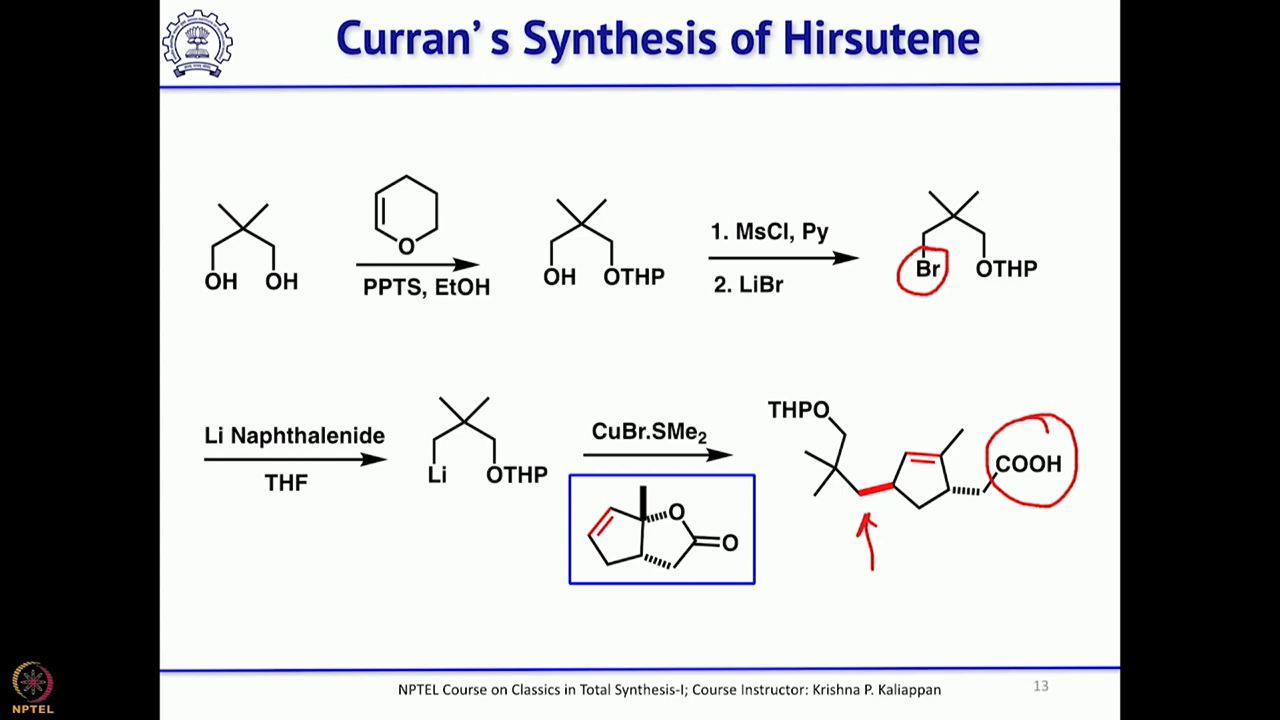 Curran's Synthesis of Hirsutene
OH OH
O
PPTS, EtOH
OH OTHP
1. MsCl, Py
2. LiBr
Br OTHP
Li Naphthalenide
THF
Li OTHP
CuBr.SMe2
O
O
THPO
COOH
NPTEL
NPTEL Course on Classics in Total Synthesis-I; Course Instructor: Krishna P. Kaliappan
13